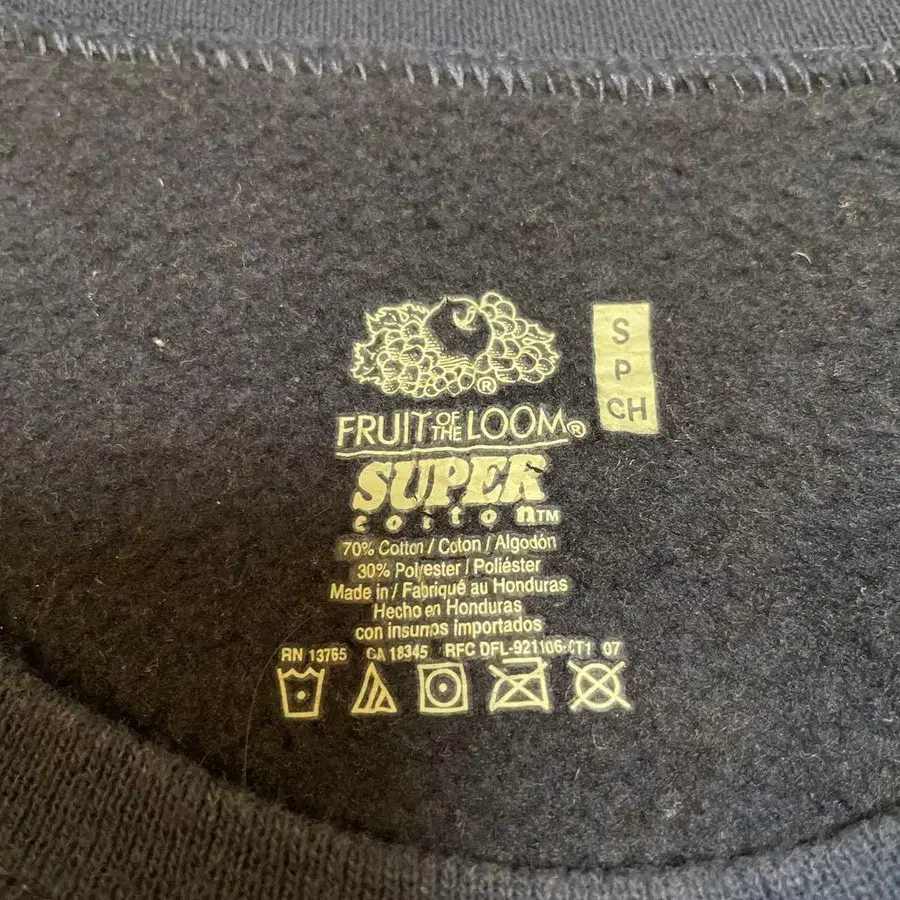 S
P
CH
®
FRUIT OF THE LOOM®
SUPER
cotton™
70% Cotton / Coton / Algodón
30% Polyester / Poliéster
Made in / Fabriqué au Honduras
Hecho en Honduras
con insumos importados
RN 13765 CA 18345 RFC DFL-921106-CT1 07